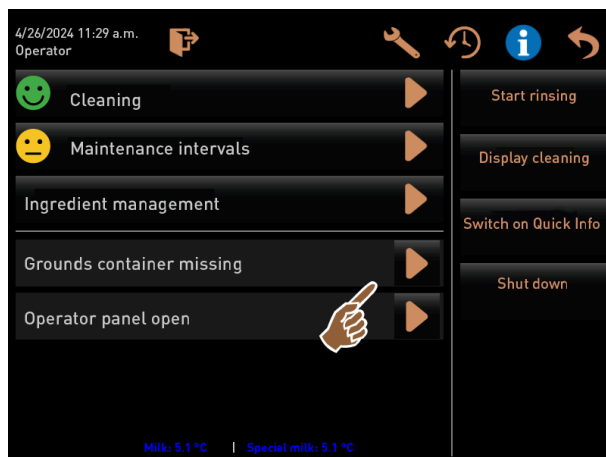 4/26/2024 11:29 a.m.
Operator
Cleaning
Maintenance intervals
Ingredient management
Grounds container missing
Operator panel open
Start rinsing
Display cleaning
Switch on Quick Info
Shut down
Milk: 5.1 °C | Special milk: 5.1 °C